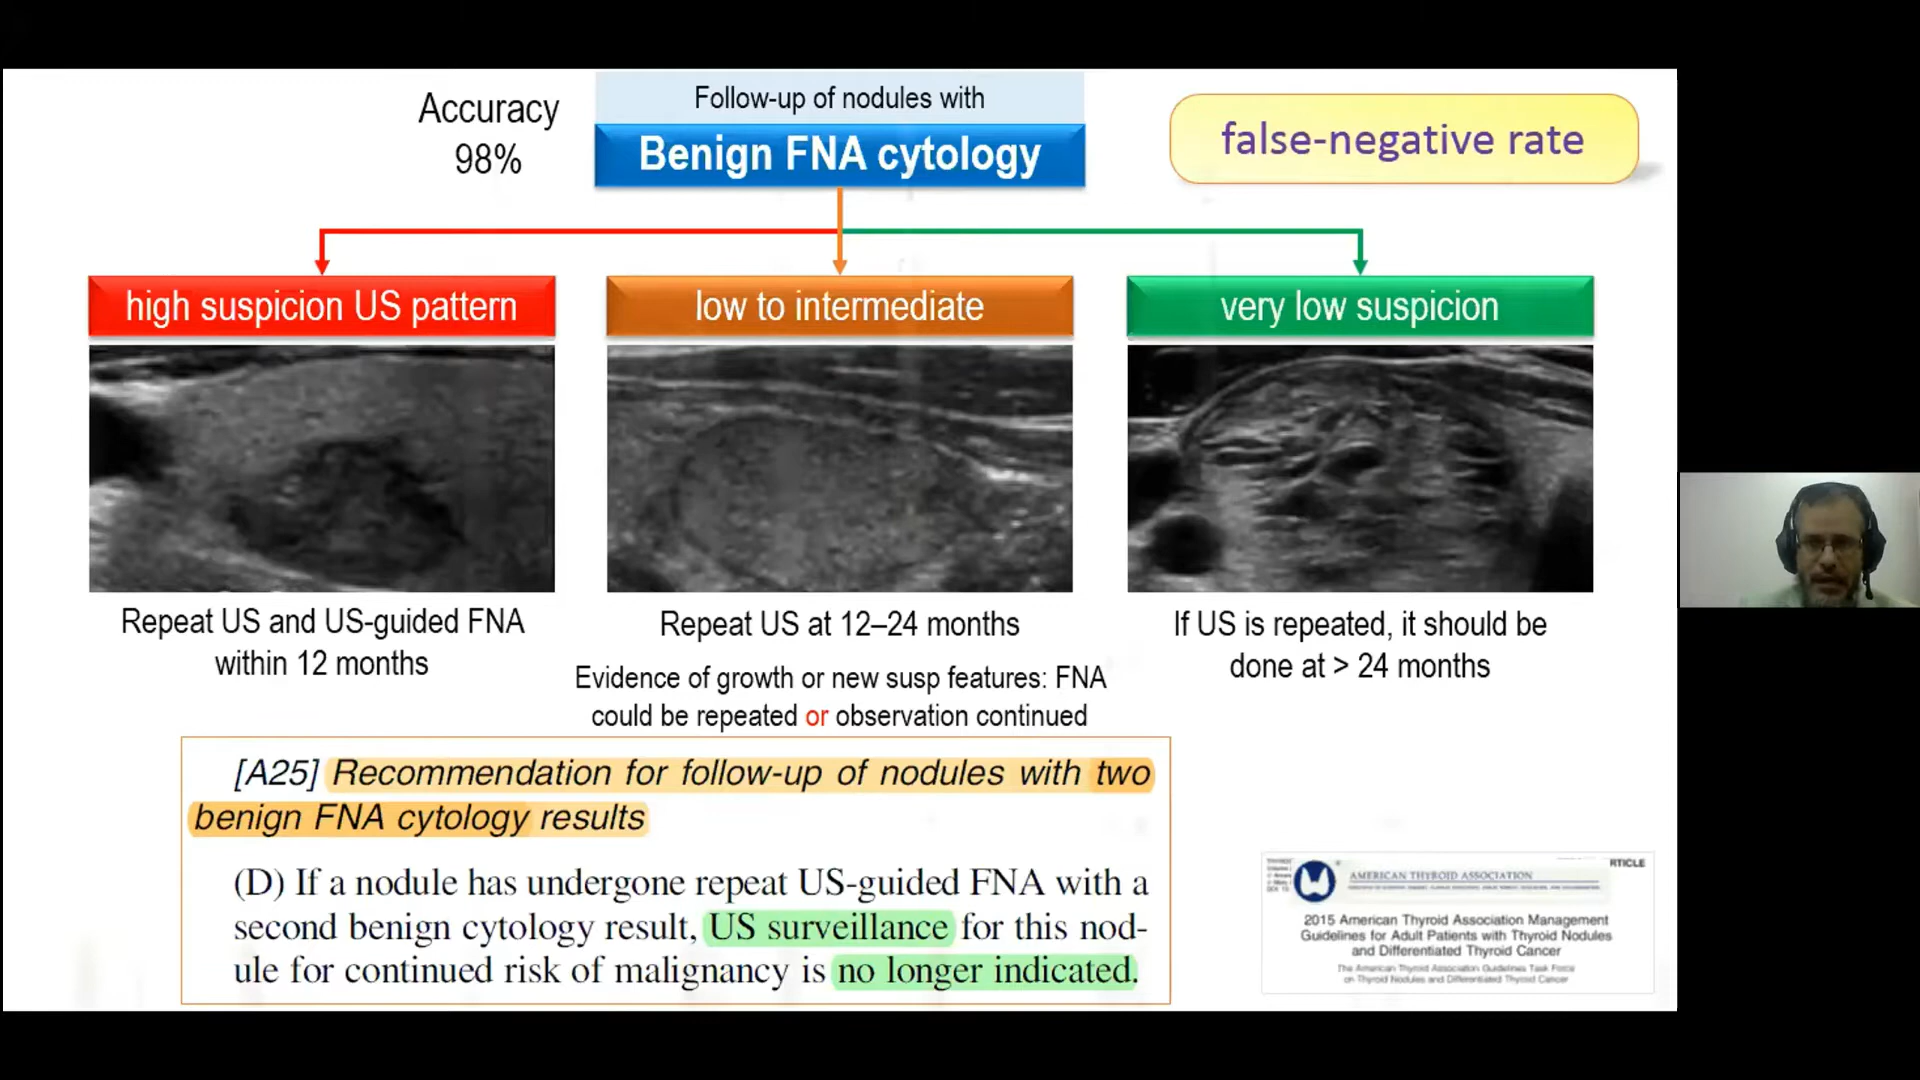 Accuracy
98%
Follow-up of nodules with
Benign FNA cytology
false-negative rate
high suspicion US pattern
low to intermediate
very low suspicion
Repeat US and US-guided FNA
within 12 months
Repeat US at 12–24 months
Evidence of growth or new susp features: FNA
could be repeated or observation continued
If US is repeated, it should be
done at > 24 months
[A25] Recommendation for follow-up of nodules with two
benign FNA cytology results
(D) If a nodule has undergone repeat US-guided FNA with a
second benign cytology result, US surveillance for this nod-
ule for continued risk of malignancy is no longer indicated.
RTICLE
AMERICAN THYROID ASSOCIATION
2015 American Thyroid Association Management
Guidelines for Adult Patients with Thyroid Nodules
and Differentiated Thyroid Cancer
The American Thyroid Association Guidelines Task Force
on Thyroid Nodules and Differentiated Thyroid Cancer